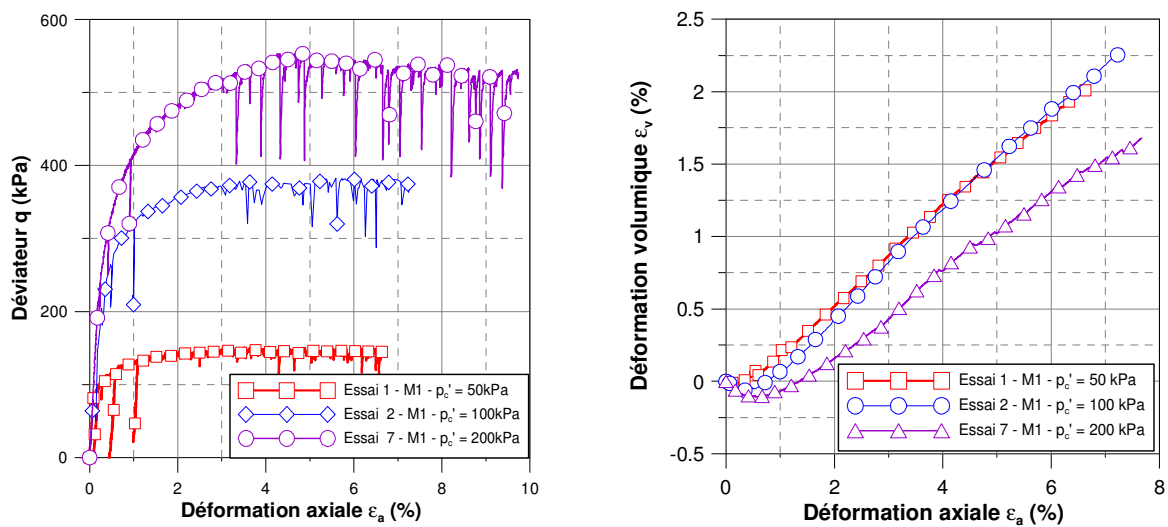 600
400
200
0
Déviateur q (kPa)
0 2 4 6 8 10
Déformation axiale εa (%)
Essai 1 - M1 - pc' = 50kPa
Essai 2 - M1 - pc' = 100kPa
Essai 7 - M1 - pc' = 200kPa
2.5
2
1.5
1
0.5
0
-0.5
Déformation volumique εv (%)
0 2 4 6 8
Déformation axiale εa (%)
Essai 1 - M1 - pc' = 50 kPa
Essai 2 - M1 - pc' = 100 kPa
Essai 7 - M1 - pc' = 200 kPa